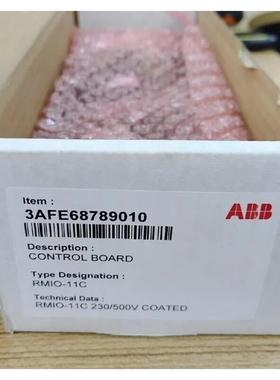 Item :
3AFE68789010
ABB
Description :
CONTROL BOARD
Type Designation :
RMIO-11C
Technical Data :
RMIO-11C 230/500V COATED